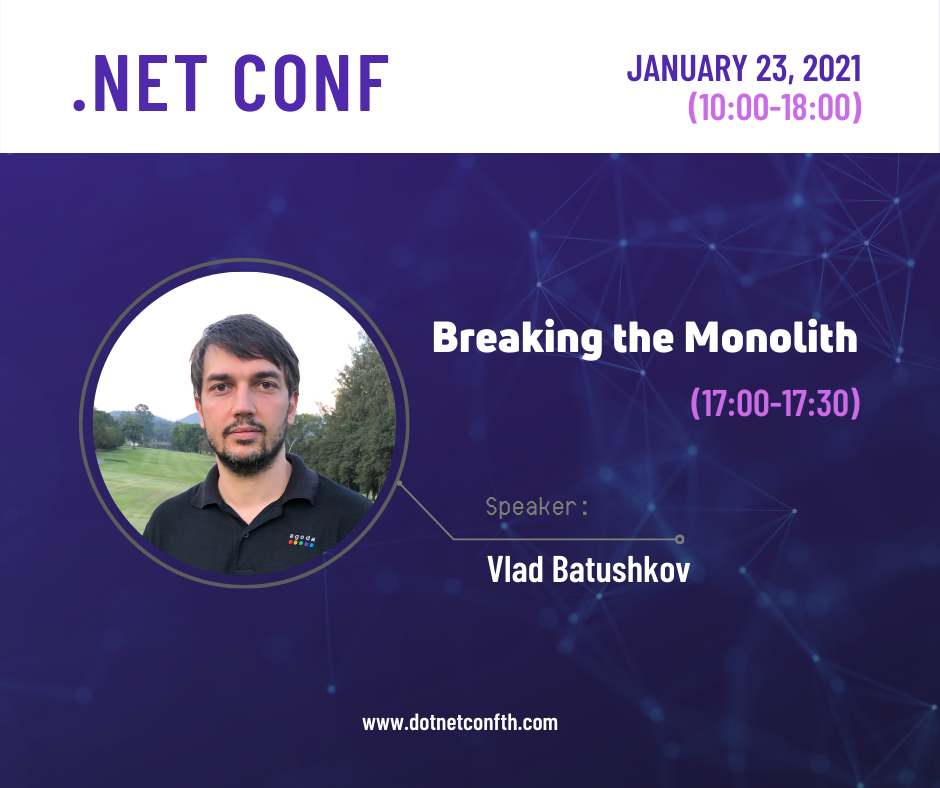 .NET CONF
JANUARY 23, 2021
(10:00-18:00)
Breaking the Monolith
(17:00-17:30)
agoda
Speaker:
Vlad Batushkov
www.dotnetconfth.com